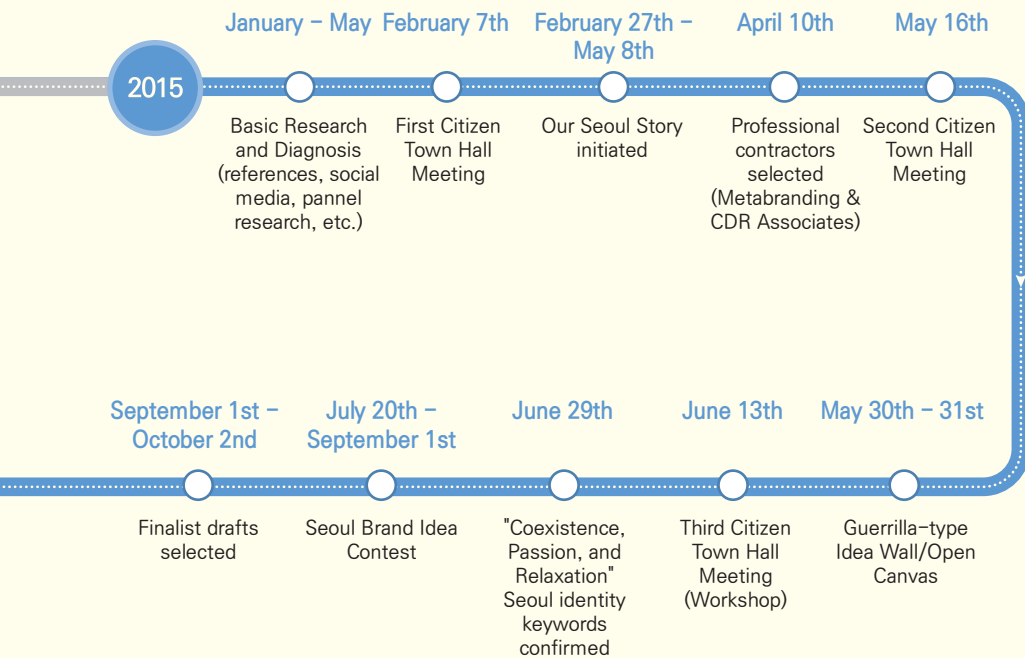 2015
January – May
Basic Research
and Diagnosis
(references, social
media, pannel
research, etc.)
February 7th
First Citizen
Town Hall
Meeting
February 27th –
May 8th
Our Seoul Story
initiated
April 10th
Professional
contractors
selected
(Metabranding &
CDR Associates)
May 16th
Second Citizen
Town Hall
Meeting
May 30th – 31st
Guerrilla-type
Idea Wall/Open
Canvas
June 13th
Third Citizen
Town Hall
Meeting
(Workshop)
June 29th
"Coexistence,
Passion, and
Relaxation"
Seoul identity
keywords
confirmed
July 20th –
September 1st
Seoul Brand Idea
Contest
September 1st –
October 2nd
Finalist drafts
selected